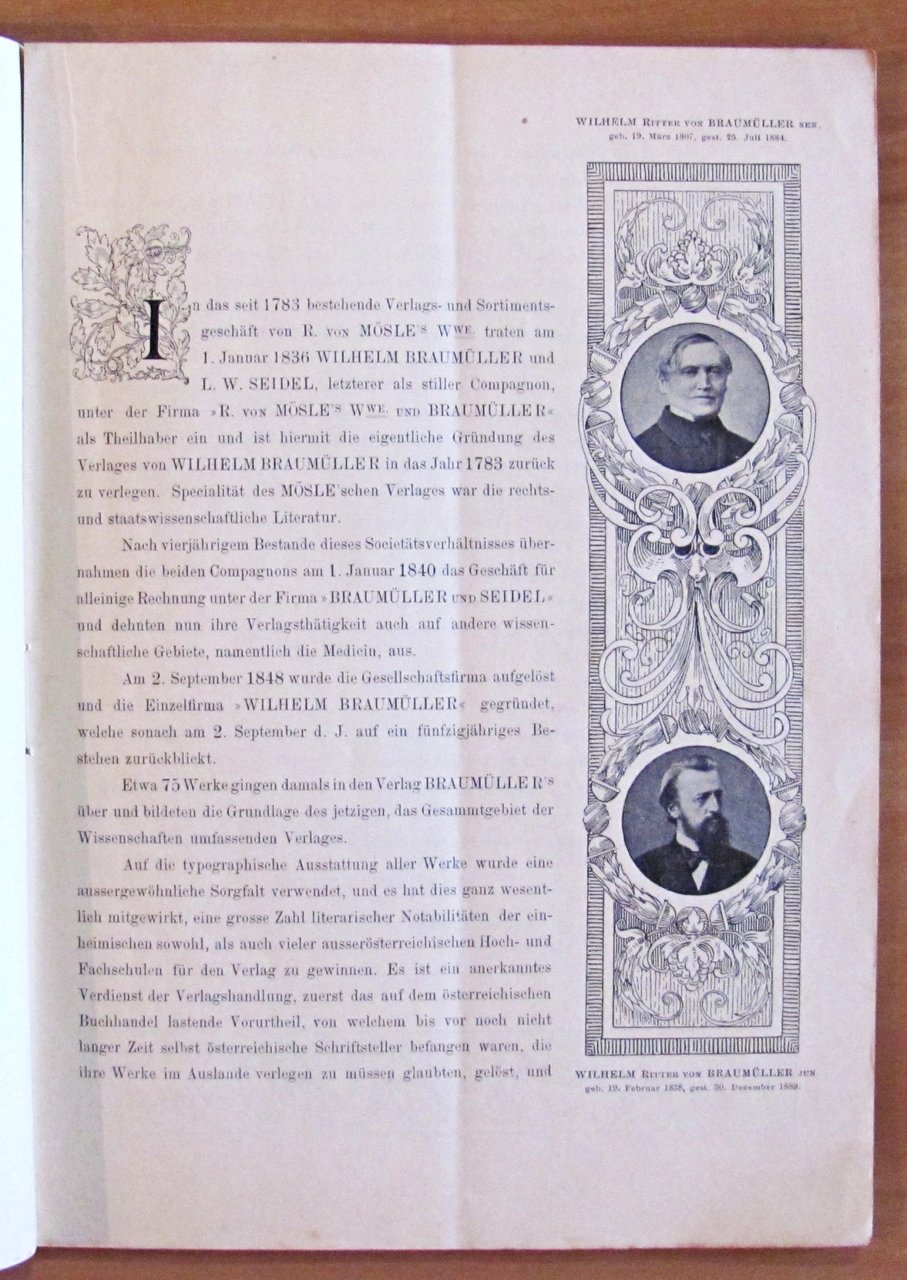 WILHELM RITTER VON BRAUMÜLLER SEN.
geb. 19. März 1807, gest. 25. Juli 1884.
In das seit 1783 bestehende Verlags- und Sortiments-
geschäft von R. VON MÖSLE'S WWE. traten am
1. Januar 1836 WILHELM BRAUMÜLLER und
L. W. SEIDEL, letzterer als stiller Compagnon,
unter der Firma »R. VON MÖSLE'S WWE. UND BRAUMÜLLER«
als Theilhaber ein und ist hiermit die eigentliche Gründung des
Verlages von WILHELM BRAUMÜLLER in das Jahr 1783 zurück
zu verlegen. Specialität des MÖSLE'schen Verlages war die rechts-
und staatswissenschaftliche Literatur.
Nach vierjährigem Bestande dieses Societätsverhältnisses über-
nahmen die beiden Compagnons am 1. Januar 1840 das Geschäft für
alleinige Rechnung unter der Firma »BRAUMÜLLER UND SEIDEL«
und dehnten nun ihre Verlagsthätigkeit auch auf andere wissen-
schaftliche Gebiete, namentlich die Medicin, aus.
Am 2. September 1848 wurde die Gesellschaftsfirma aufgelöst
und die Einzelfirma »WILHELM BRAUMÜLLER« gegründet,
welche sonach am 2. September d. J. auf ein fünfzigjähriges Be-
stehen zurückblickt.
Etwa 75 Werke gingen damals in den Verlag BRAUMÜLLER'S
über und bildeten die Grundlage des jetzigen, das Gesammtgebiet der
Wissenschaften umfassenden Verlages.
Auf die typographische Ausstattung aller Werke wurde eine
aussergewöhnliche Sorgfalt verwendet, und es hat dies ganz wesent-
lich mitgewirkt, eine grosse Zahl literarischer Notabilitäten der ein-
heimischen sowohl, als auch vieler ausserösterreichischen Hoch- und
Fachschulen für den Verlag zu gewinnen. Es ist ein anerkanntes
Verdienst der Verlagshandlung, zuerst das auf dem österreichischen
Buchhandel lastende Vorurtheil, von welchem bis vor noch nicht
langer Zeit selbst österreichische Schriftsteller befangen waren, die
ihre Werke im Auslande verlegen zu müssen glaubten, gelöst, und
WILHELM RITTER VON BRAUMÜLLER JUN
geb. 19. Februar 1838, gest. 30. December 1889.